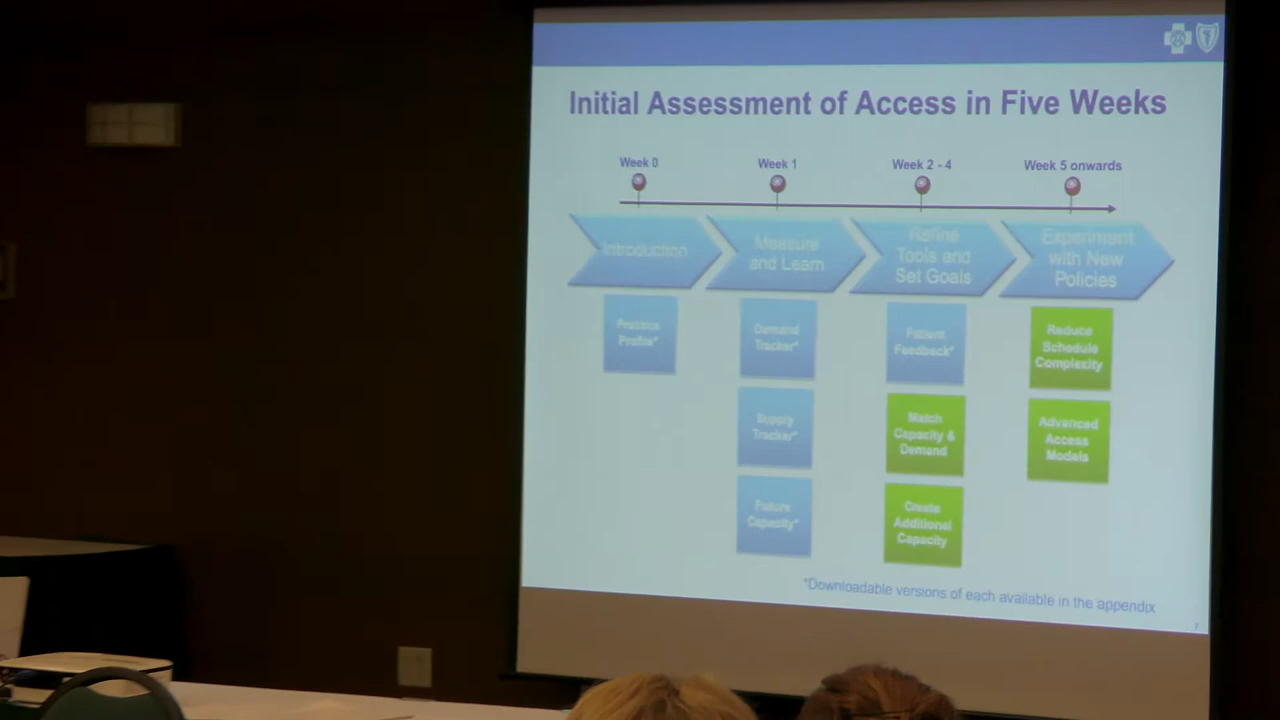 Initial Assessment of Access in Five Weeks
Week 0
Week 1
Week 2 - 4
Week 5 onwards
Introduction
Measure
and Learn
Refine
Tools and
Set Goals
Experiment
with New
Policies
Practice
Profile*
Demand
Tracker*
Supply
Tracker*
Future
Capacity*
Patient
Feedback*
Match
Capacity &
Demand
Create
Additional
Capacity
Reduce
Schedule
Complexity
Advanced
Access
Models
*Downloadable versions of each available in the appendix
7